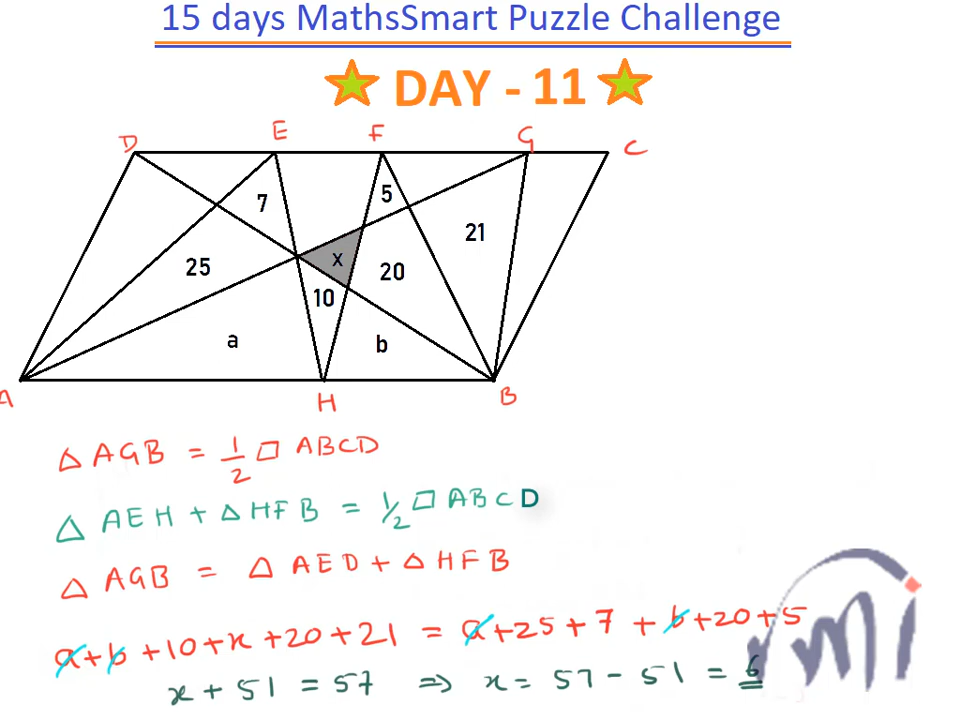 15 days MathsSmart Puzzle Challenge
DAY - 11
D E F G C
7 5
21
25 x 20
10
a b
A H B
△ AGB = 1/2 ▱ ABCD
△ AEH + △ HFB = 1/2 ▱ ABCD
△ AGB = △ AED + △ HFB
a + b + 10 + x + 20 + 21 = a + 25 + 7 + b + 20 + 5
x + 51 = 57 ⇒ x = 57 - 51 = 6